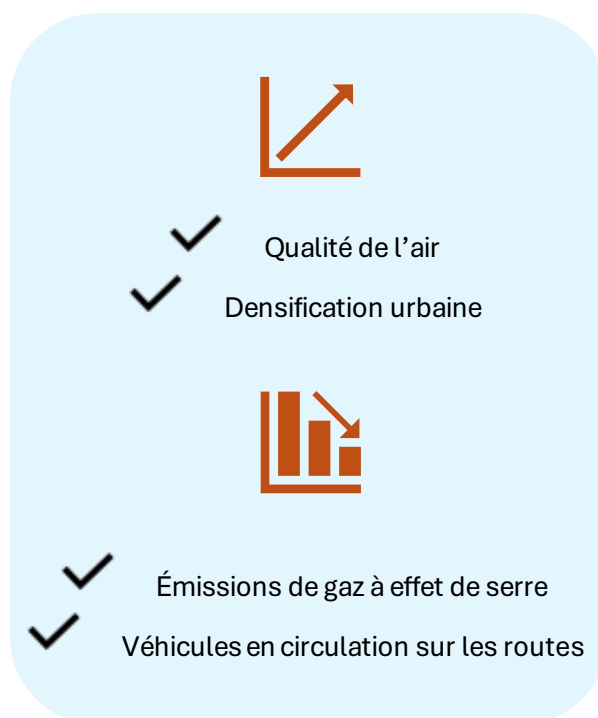 Qualité de l’air
Densification urbaine
Émissions de gaz à effet de serre
Véhicules en circulation sur les routes